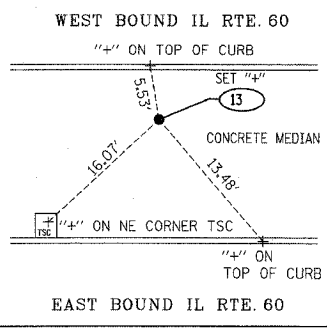 WEST BOUND IL RTE. 60
"+" ON TOP OF CURB
SET "+"
5.53'
13
CONCRETE MEDIAN
16.07'
13.48'
TSC
"+" ON NE CORNER TSC
"+" ON
TOP OF CURB
EAST BOUND IL RTE. 60